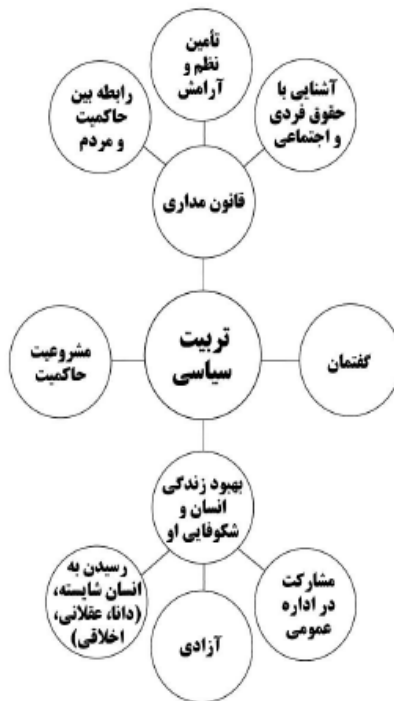 تأمین
نظم و
آرامش
آشنایی با
حقوق فردی
و اجتماعی
رابطه بین
حاکمیت
و مردم
قانون مداری
تربیت
سیاسی
گفتمان
مشروعیت
حاکمیت
بهبود زندگی
انسان و
شکوفایی او
مشارکت
در اداره
عمومی
آزادی
رسیدن به
انسان شایسته،
(دانا، عقلانی،
اخلاقی)